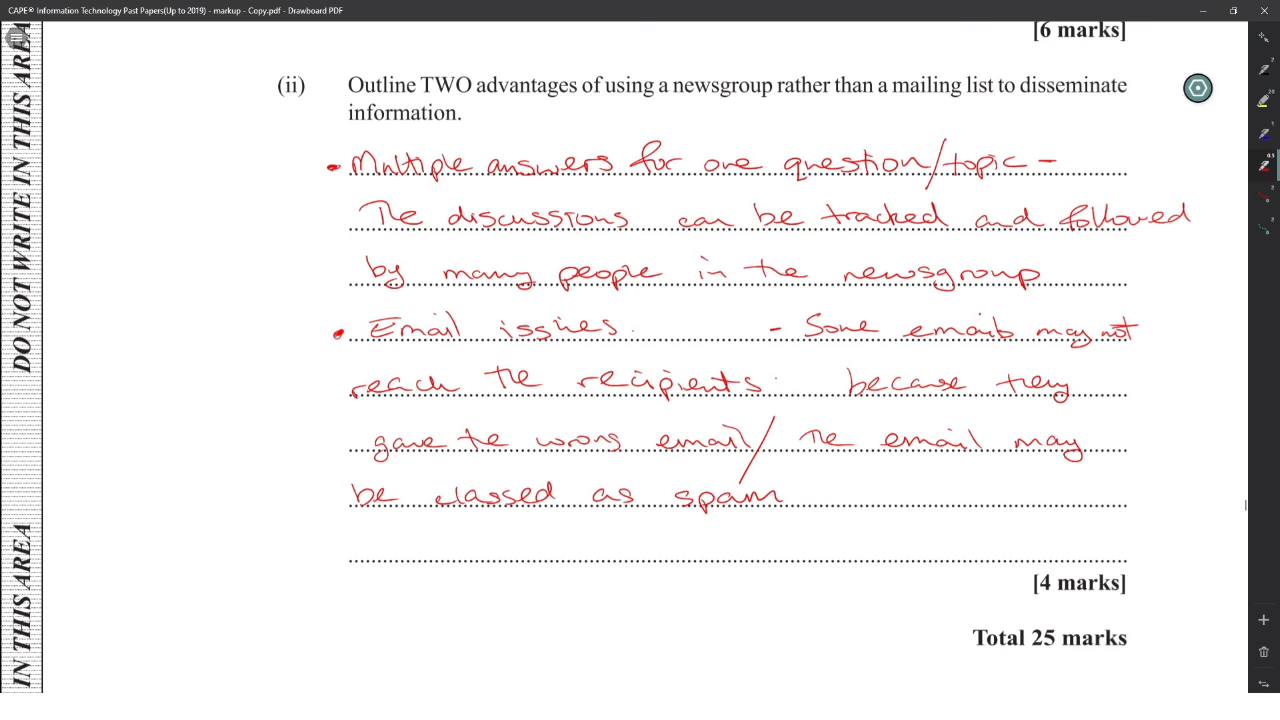 CAPE® Information Technology Past Papers(Up to 2019) - markup - Copy.pdf - Drawboard PDF
[6 marks]
(ii) Outline TWO advantages of using a newsgroup rather than a mailing list to disseminate
information.
• Multiple answers for one question/topic -
The discussions can be tracked and followed
by many people in the newsgroup
• Email issues. - Some emails may not
reach the recipients because they
gave the wrong email/ The email may
be classed as spam
[4 marks]
Total 25 marks
DO NOT WRITE IN THIS AREA
IN THIS AREA